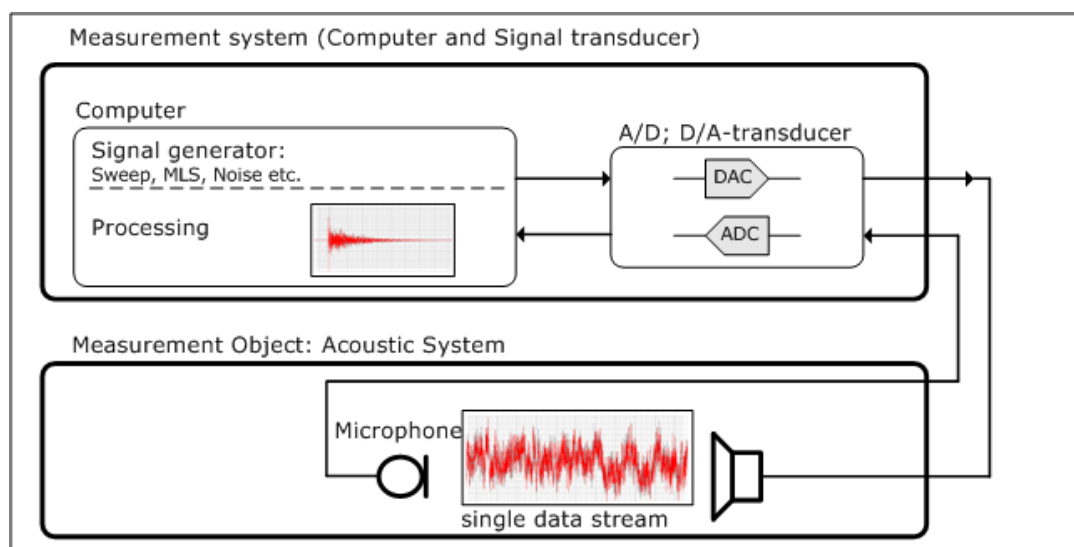 Measurement system (Computer and Signal transducer)
Computer
Signal generator:
Sweep, MLS, Noise etc.
Processing
A/D; D/A-transducer
DAC
ADC
Measurement Object: Acoustic System
Microphone
single data stream